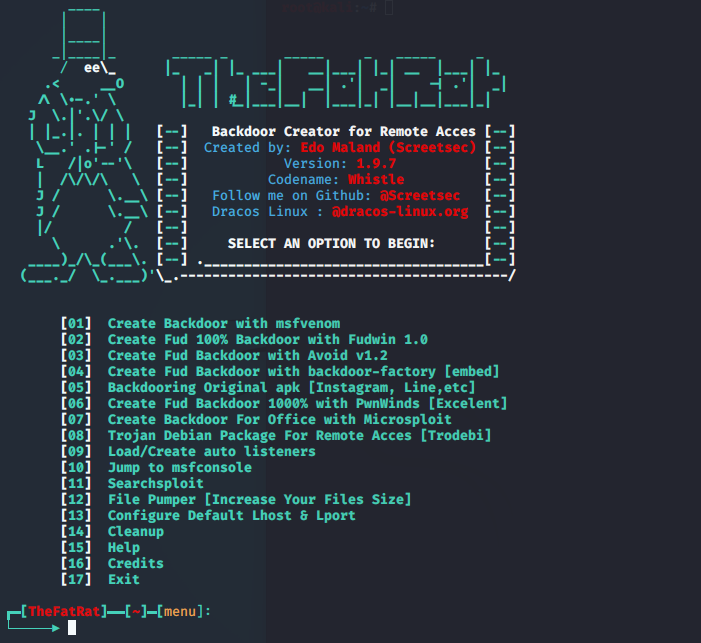 TheFatRat
[--] Backdoor Creator for Remote Acces [--]
[--] Created by: Edo Maland (Screetsec) [--]
[--] Version: 1.9.7 [--]
[--] Codename: Whistle [--]
[--] Follow me on Github: @Screetsec [--]
[--] Dracos Linux : @dracos-linux.org [--]
[--] [--]
[--] SELECT AN OPTION TO BEGIN: [--]
[--] [--]
[01] Create Backdoor with msfvenom
[02] Create Fud 100% Backdoor with Fudwin 1.0
[03] Create Fud Backdoor with Avoid v1.2
[04] Create Fud Backdoor with backdoor-factory [embed]
[05] Backdooring Original apk [Instagram, Line,etc]
[06] Create Fud Backdoor 1000% with PwnWinds [Excelent]
[07] Create Backdoor For Office with Microsploit
[08] Trojan Debian Package For Remote Acces [Trodebi]
[09] Load/Create auto listeners
[10] Jump to msfconsole
[11] Searchsploit
[12] File Pumper [Increase Your Files Size]
[13] Configure Default Lhost & Lport
[14] Cleanup
[15] Help
[16] Credits
[17] Exit
[TheFatRat]—[~]—[menu]: